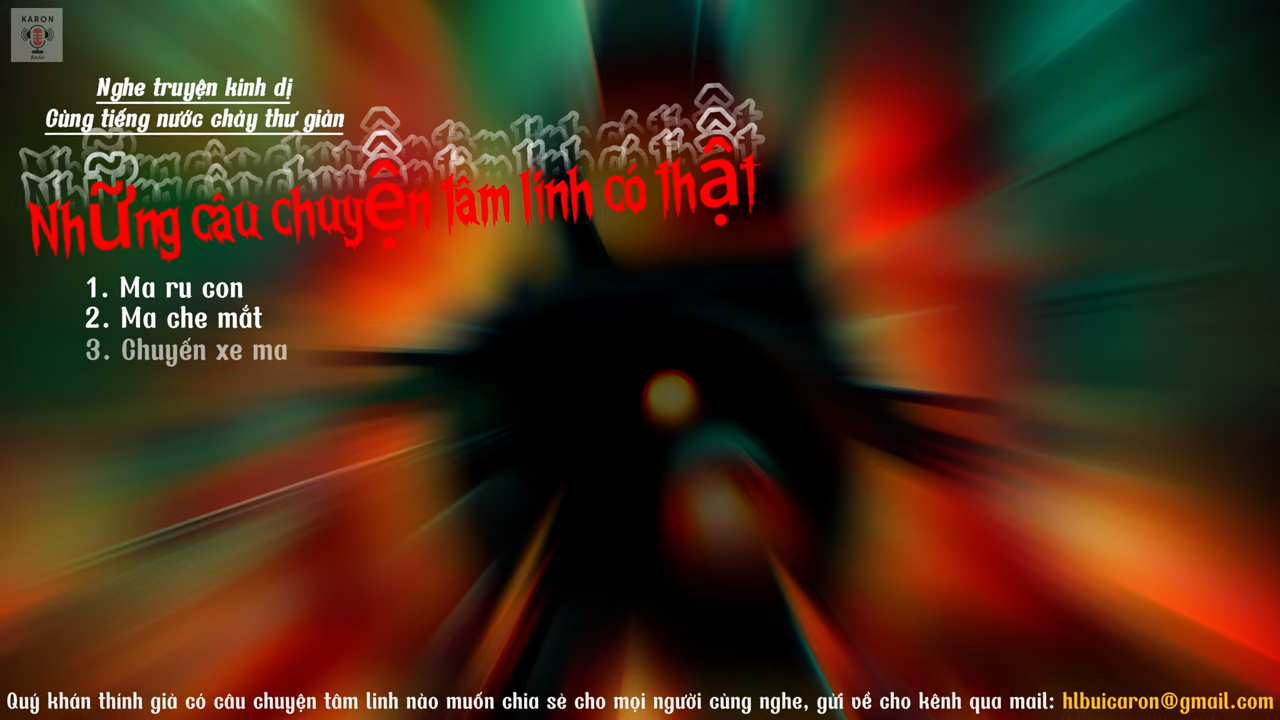 KARON
Radio
Nghe truyện kinh dị
Cùng tiếng nước chảy thư giản
Những câu chuyện tâm linh có thật
1. Ma ru con
2. Ma che mắt
3. Chuyến xe ma
Quý khán thính giả có câu chuyện tâm linh nào muốn chia sẻ cho mọi người cùng nghe, gửi về cho kênh qua mail: hlbuicaron@gmail.com